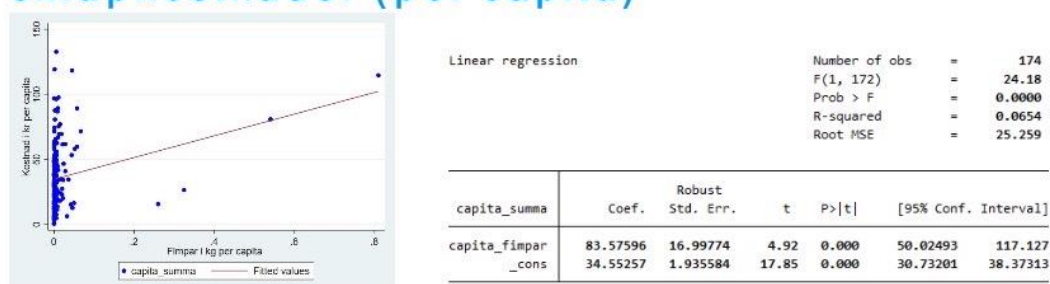 (per capita)
150
100
50
0
Kostnad i kr per capita
0 .2 .4 .6 .8
Fimpar i kg per capita
capita_summa Fitted values
Linear regression
Number of obs = 174
F(1, 172) = 24.18
Prob > F = 0.0000
R-squared = 0.0654
Root MSE = 25.259
Robust
capita_summa Coef. Std. Err. t P>|t| [95% Conf. Interval]
capita_fimpar 83.57596 16.99774 4.92 0.000 50.02493 117.127
_cons 34.55257 1.935584 17.85 0.000 30.73201 38.37313